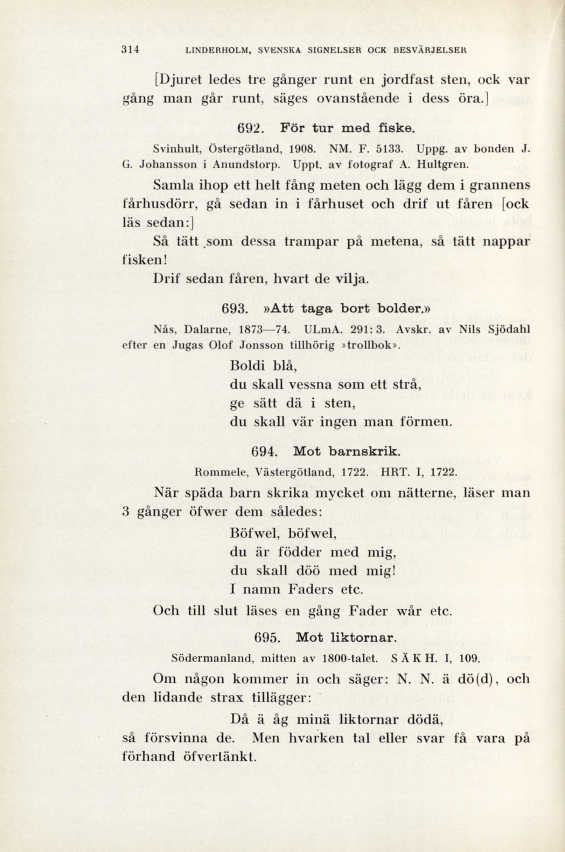 314 LINDERHOLM, SVENSKA SIGNELSER OCK BESVÄRJELSER
[Djuret ledes tre gånger runt en jordfast sten, ock var
gång man går runt, säges ovanstående i dess öra.]
692. För tur med fiske.
Svinhult, Östergötland, 1908. NM. F. 5133. Uppg. av bonden J.
G. Johansson i Anundstorp. Uppt. av fotograf A. Hultgren.
Samla ihop ett helt fång meten och lägg dem i grannens
fårhusdörr, gå sedan in i fårhuset och drif ut fåren [ock
läs sedan:]
Så tätt som dessa trampar på metena, så tätt nappar
fisken!
Drif sedan fåren, hvart de vilja.
693. »Att taga bort bolder.»
Nås, Dalarne, 1873—74. ULmA. 291: 3. Avskr. av Nils Sjödahl
efter en Jugas Olof Jonsson tillhörig »trollbok».
Boldi blå,
du skall vessna som ett strå,
ge sätt dä i sten,
du skall vär ingen man förmen.
694. Mot barnskrik.
Rommele, Västergötland, 1722. HRT. I, 1722.
När späda barn skrika mycket om nätterne, läser man
3 gånger öfwer dem således:
Böfwel, böfwel,
du är födder med mig,
du skall döö med mig!
I namn Faders etc.
Och till slut läses en gång Fader wår etc.
695. Mot liktornar.
Södermanland, mitten av 1800-talet. SÄKH. I, 109.
Om någon kommer in och säger: N. N. ä dö(d), och
den lidande strax tillägger:
Då ä åg minä liktornar dödä,
så försvinna de. Men hvarken tal eller svar få vara på
förhand öfvertänkt.